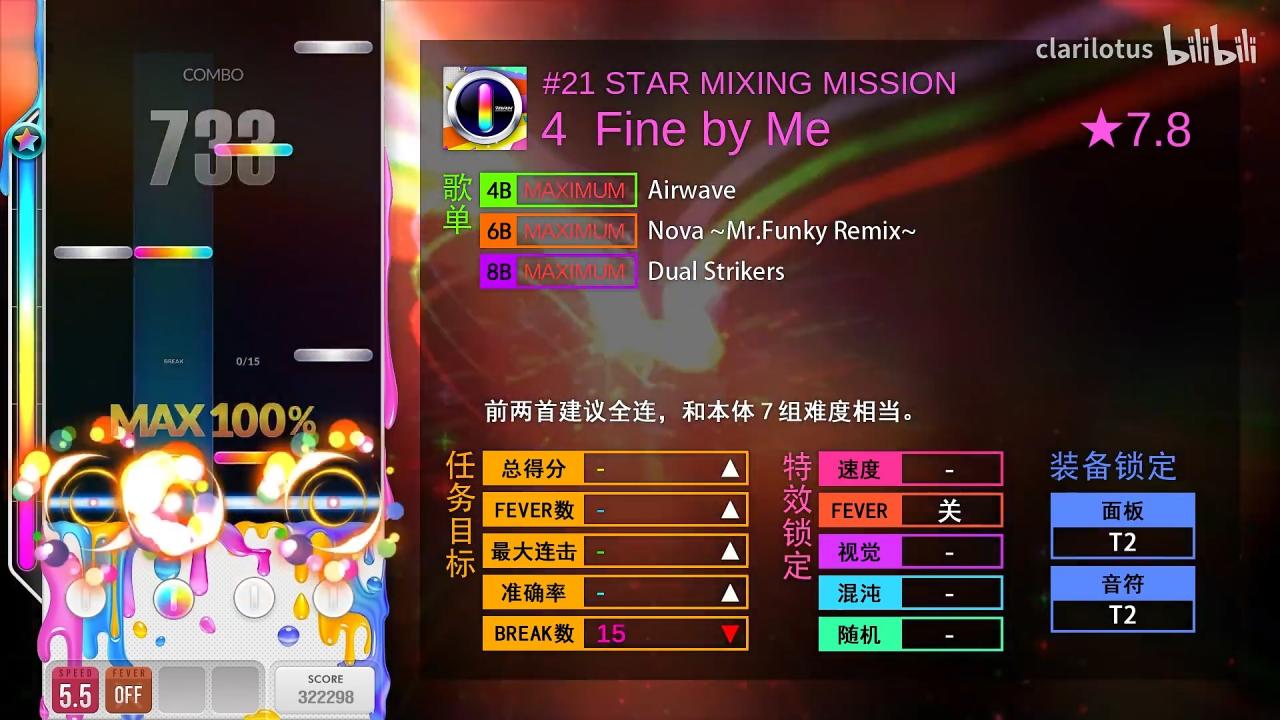 clarilotus bilibili
#21 STAR MIXING MISSION
4 Fine by Me
★7.8
歌单
4B MAXIMUM Airwave
6B MAXIMUM Nova ~Mr.Funky Remix~
8B MAXIMUM Dual Strikers
前两首建议全连，和本体7组难度相当。
任务目标
总得分 - ▲
FEVER数 - ▲
最大连击 - ▲
准确率 - ▲
BREAK数 15 ▼
特效锁定
速度 -
FEVER 关
视觉 -
混沌 -
随机 -
装备锁定
面板
T2
音符
T2
COMBO
BREAK 0/15
MAX 100%
SPEED
5.5
FEVER
OFF
SCORE
322298